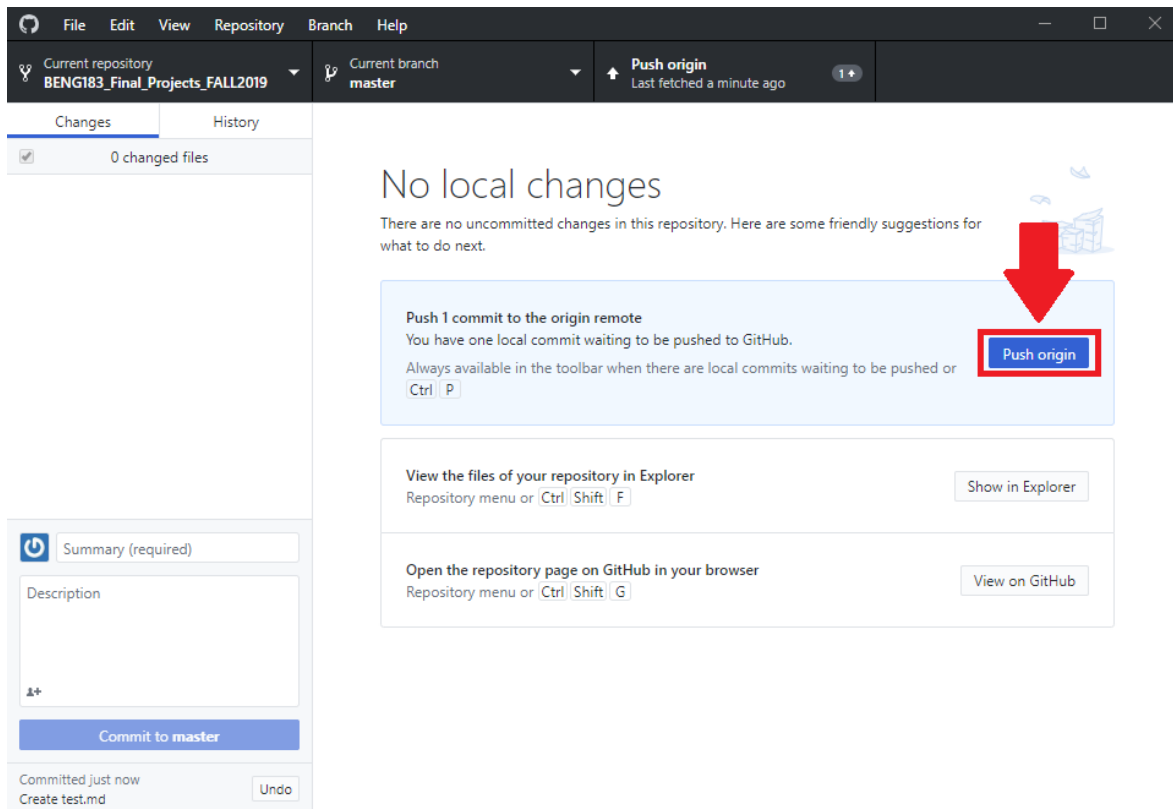 File Edit View Repository Branch Help
Current repository
BENG183_Final_Projects_FALL2019
Current branch
master
Push origin
Last fetched a minute ago
1
Changes History
0 changed files
No local changes
There are no uncommitted changes in this repository. Here are some friendly suggestions for
what to do next.
Push 1 commit to the origin remote
You have one local commit waiting to be pushed to GitHub.
Always available in the toolbar when there are local commits waiting to be pushed or
Ctrl P
Push origin
View the files of your repository in Explorer
Repository menu or Ctrl Shift F
Show in Explorer
Open the repository page on GitHub in your browser
Repository menu or Ctrl Shift G
View on GitHub
Summary (required)
Description
Commit to master
Committed just now
Create test.md
Undo